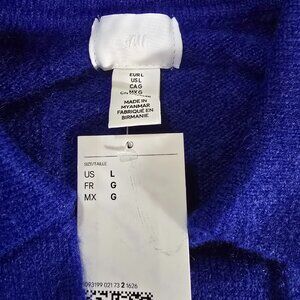 H&M
EUR L
US L
CA G
MX G
MADE IN
MYANMAR
FABRIQUÉ EN
BIRMANIE
SIZE/TAILLE
US L
FR G
MX G
093199 021 73 2 1626